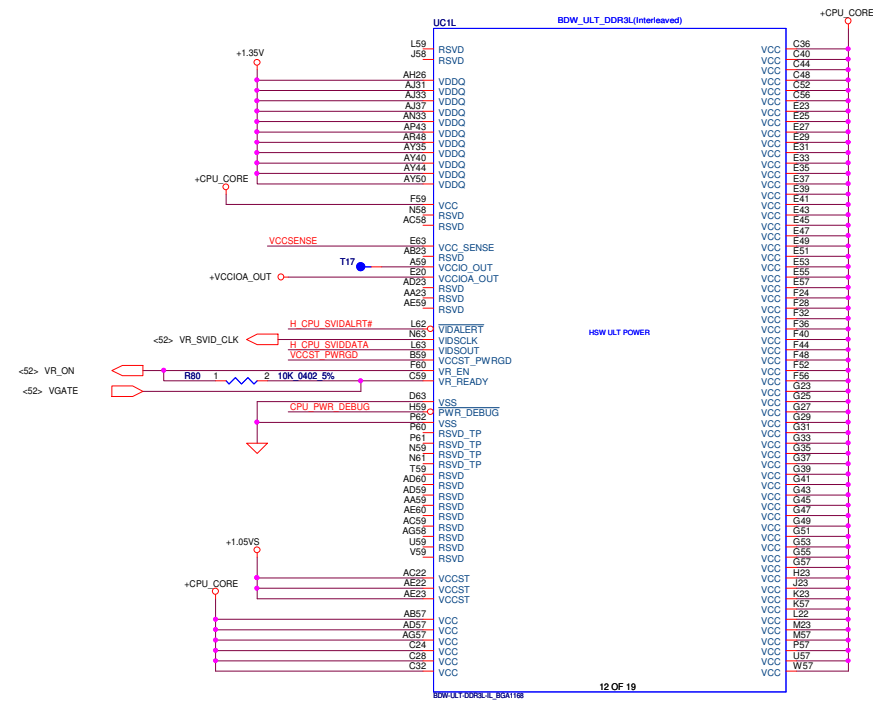 +CPU_CORE
UC1L
BDW_ULT_DDR3L(Interleaved)
L59 RSVD
J58 RSVD
+1.35V
AH26 VDDQ
AJ31 VDDQ
AJ33 VDDQ
AJ37 VDDQ
AN33 VDDQ
AP43 VDDQ
AR48 VDDQ
AY35 VDDQ
AY40 VDDQ
AY44 VDDQ
AY50 VDDQ
+CPU_CORE
F59 VCC
N58 RSVD
AC58 RSVD
VCCSENSE E63 VCC_SENSE
AB23 RSVD
T17 A59 VCCIO_OUT
+VCCIOA_OUT E20 VCCIOA_OUT
AD23 RSVD
AA23 RSVD
AE59 RSVD
HSW ULT POWER
H_CPU_SVIDALRT# L62 VIDALERT
<52> VR_SVID_CLK N63 VIDSCLK
H_CPU_SVIDDATA L63 VIDSOUT
VCCST_PWRGD B59 VCCST_PWRGD
<52> VR_ON F60 VR_EN
R80 1 2 10K_0402_5% C59 VR_READY
<52> VGATE
D63 VSS
CPU_PWR_DEBUG H59 PWR_DEBUG
P62 VSS
P60 RSVD_TP
P61 RSVD_TP
N59 RSVD_TP
N61 RSVD_TP
T59 RSVD
AD60 RSVD
AD59 RSVD
AA59 RSVD
AE60 RSVD
AC59 RSVD
AG58 RSVD
U59 RSVD
V59 RSVD
+1.05VS
AC22 VCCST
AE22 VCCST
AE23 VCCST
+CPU_CORE
AB57 VCC
AD57 VCC
AG57 VCC
C24 VCC
C28 VCC
C32 VCC
VCC C36
VCC C40
VCC C44
VCC C48
VCC C52
VCC C56
VCC E23
VCC E25
VCC E27
VCC E29
VCC E31
VCC E33
VCC E35
VCC E37
VCC E39
VCC E41
VCC E43
VCC E45
VCC E47
VCC E49
VCC E51
VCC E53
VCC E55
VCC E57
VCC F24
VCC F28
VCC F32
VCC F36
VCC F40
VCC F44
VCC F48
VCC F52
VCC F56
VCC G23
VCC G25
VCC G27
VCC G29
VCC G31
VCC G33
VCC G35
VCC G37
VCC G39
VCC G41
VCC G43
VCC G45
VCC G47
VCC G49
VCC G51
VCC G53
VCC G55
VCC G57
VCC H23
VCC J23
VCC K23
VCC K57
VCC L22
VCC M23
VCC M57
VCC P57
VCC U57
VCC W57
12 OF 19
BDW-ULT-DDR3L-IL_BGA1168